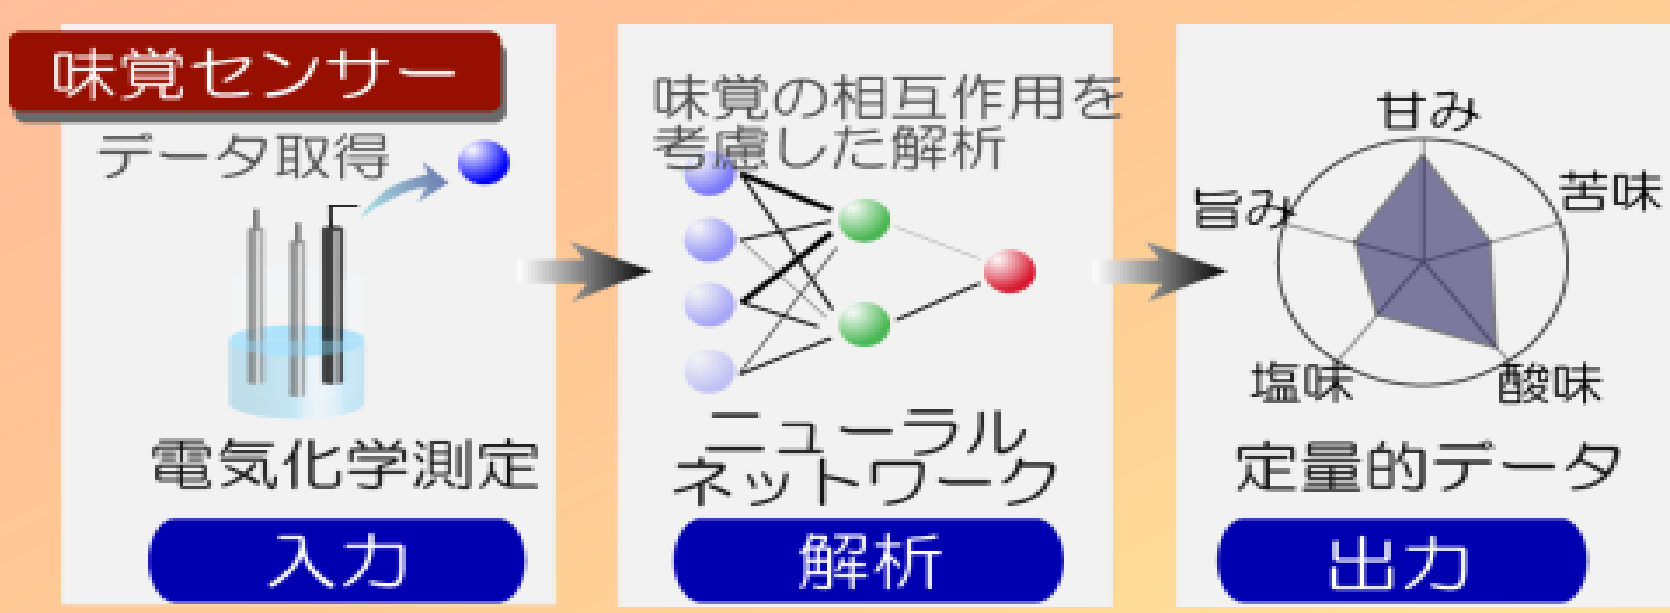 味覚センサー
データ取得
電気化学測定
入力
味覚の相互作用を
考慮した解析
ニューラル
ネットワーク
解析
甘み
苦味
旨み
塩味
酸味
定量的データ
出力